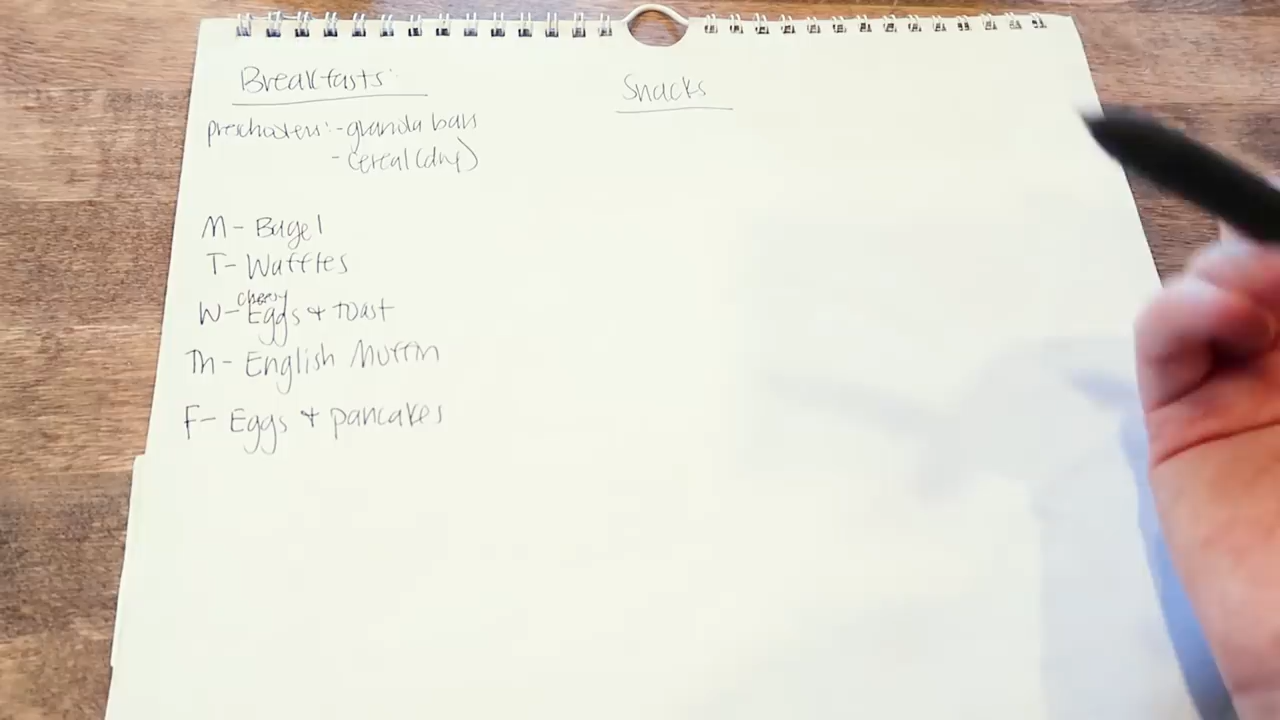 Breakfasts:
preschoolers: - granola bars
- cereal (dry)
M - Bagel
T - Waffles
cheesy
W - Eggs + toast
Th - English Muffin
F - Eggs + pancakes
Snacks